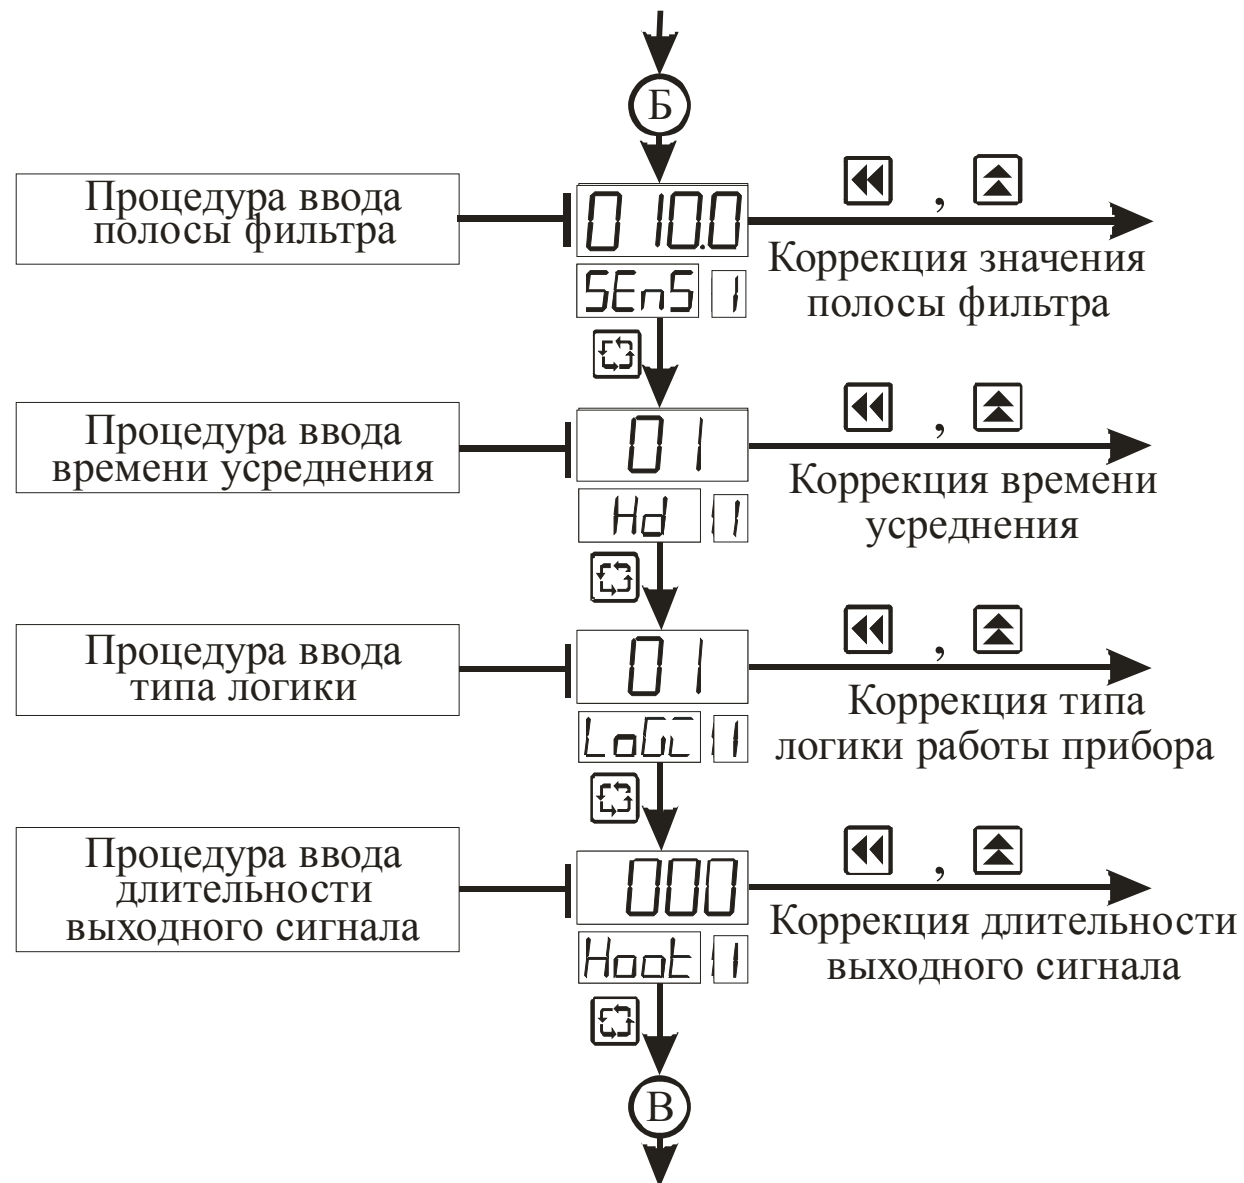 Б
Процедура ввода
полосы фильтра
010.0
SEnS 1
,
Коррекция значения
полосы фильтра
Процедура ввода
времени усреднения
01
Hd 1
,
Коррекция времени
усреднения
Процедура ввода
типа логики
01
LoGC 1
,
Коррекция типа
логики работы прибора
Процедура ввода
длительности
выходного сигнала
000
Hoot 1
,
Коррекция длительности
выходного сигнала
В